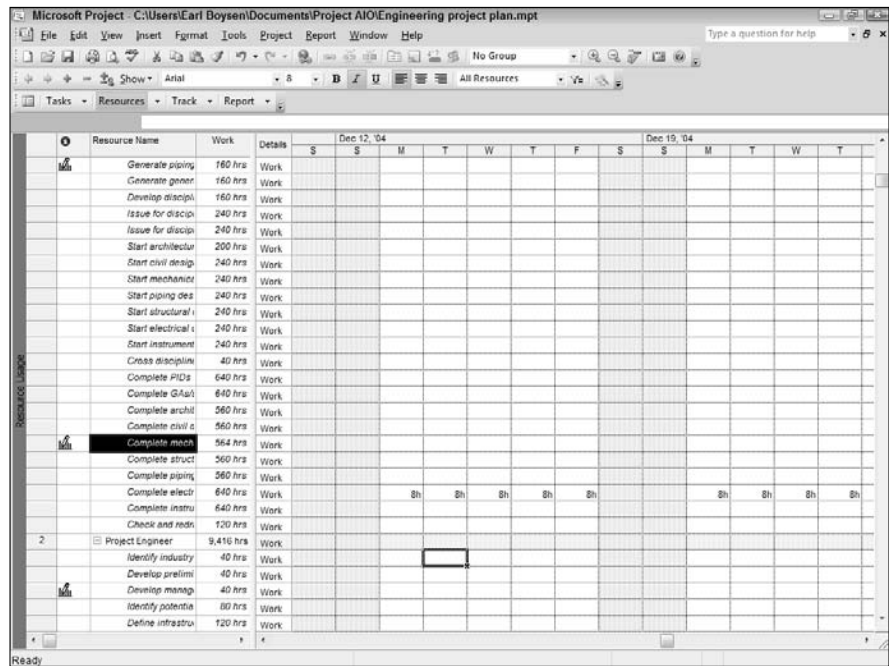 Microsoft Project - C:\Users\Earl Boysen\Documents\Project AIO\Engineering project plan.mpt
File Edit View Insert Format Tools Project Report Window Help Type a question for help
No Group
Show Arial 8 B I U All Resources
Tasks Resources Track Report
Resource Name Work Details Dec 12, '04 Dec 19, '04
S S M T W T F S S M T W T
Generate piping 160 hrs Work
Generate gener 160 hrs Work
Develop discipli 160 hrs Work
Issue for discip 240 hrs Work
Issue for discip 240 hrs Work
Start architectur 200 hrs Work
Start civil desig 240 hrs Work
Start mechanica 240 hrs Work
Start piping des 240 hrs Work
Start structural 240 hrs Work
Start electrical 240 hrs Work
Start instrument 240 hrs Work
Cross disciplin 40 hrs Work
Complete PIDs 640 hrs Work
Complete GAs/ 640 hrs Work
Complete archit 560 hrs Work
Complete civil 560 hrs Work
Complete mech 564 hrs Work
Complete struct 560 hrs Work
Complete piping 560 hrs Work
Complete electr 640 hrs Work 8h 8h 8h 8h 8h 8h 8h 8h 8h
Complete instru 640 hrs Work
Check and redr 120 hrs Work
2 Project Engineer 9,416 hrs Work
Identify industry 40 hrs Work
Develop prelimi 40 hrs Work
Develop manag 40 hrs Work
Identify potentia 80 hrs Work
Define infrastru 120 hrs Work
Resource Usage
Ready